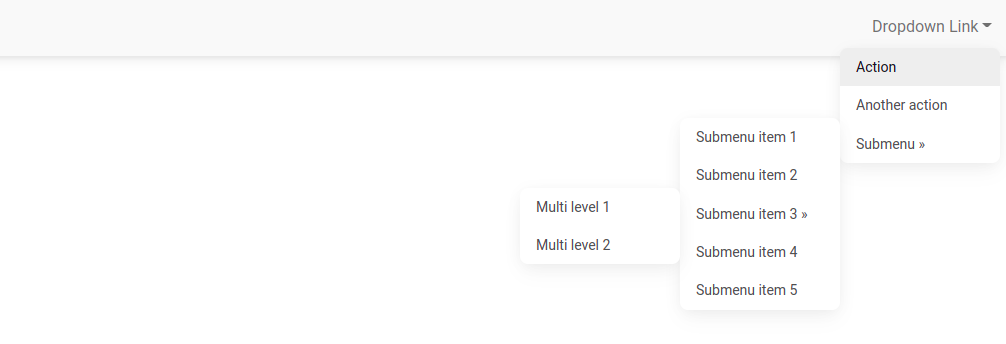 Dropdown Link
Action
Another action
Submenu »
Submenu item 1
Submenu item 2
Submenu item 3 »
Submenu item 4
Submenu item 5
Multi level 1
Multi level 2